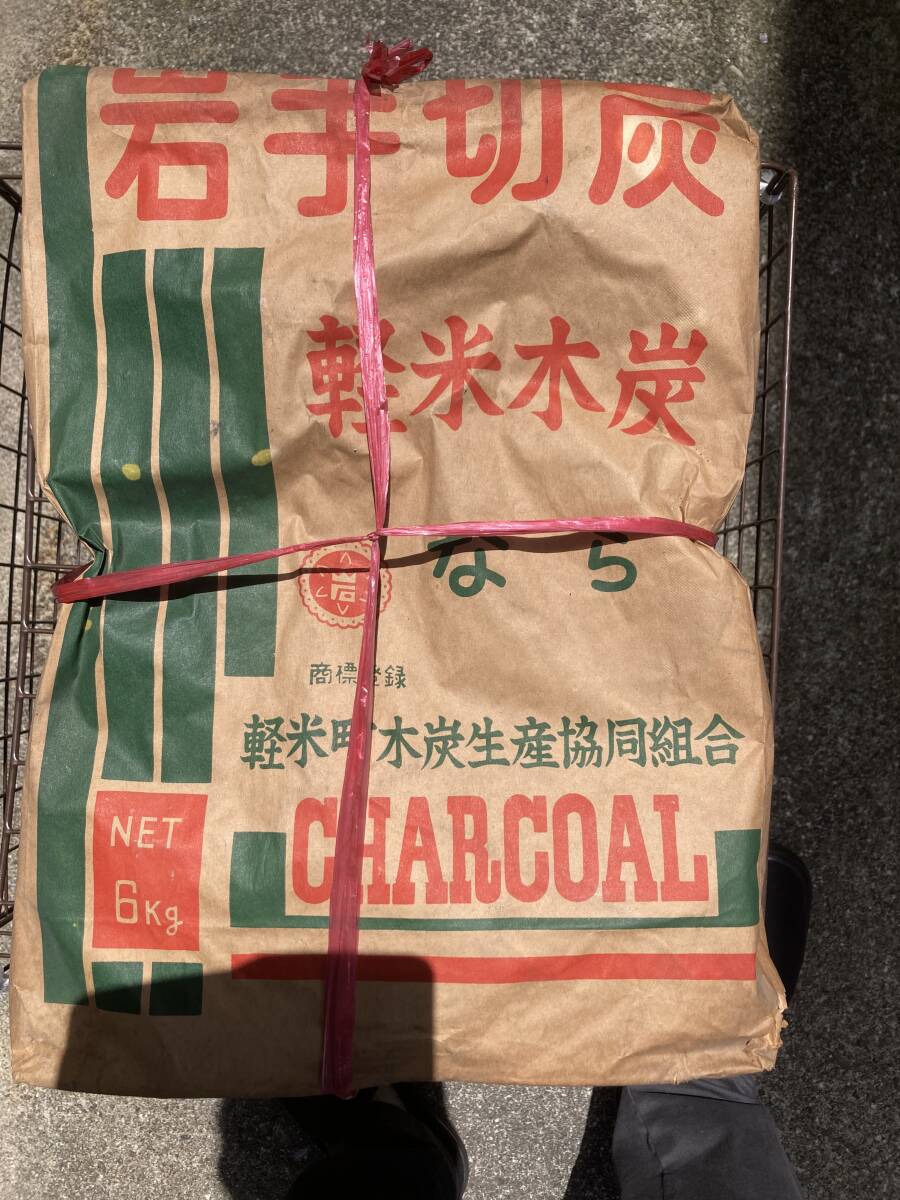 岩手切炭
軽米木炭
岩
なら
商標登録
軽米町木炭生産協同組合
CHARCOAL
NET
6Kg